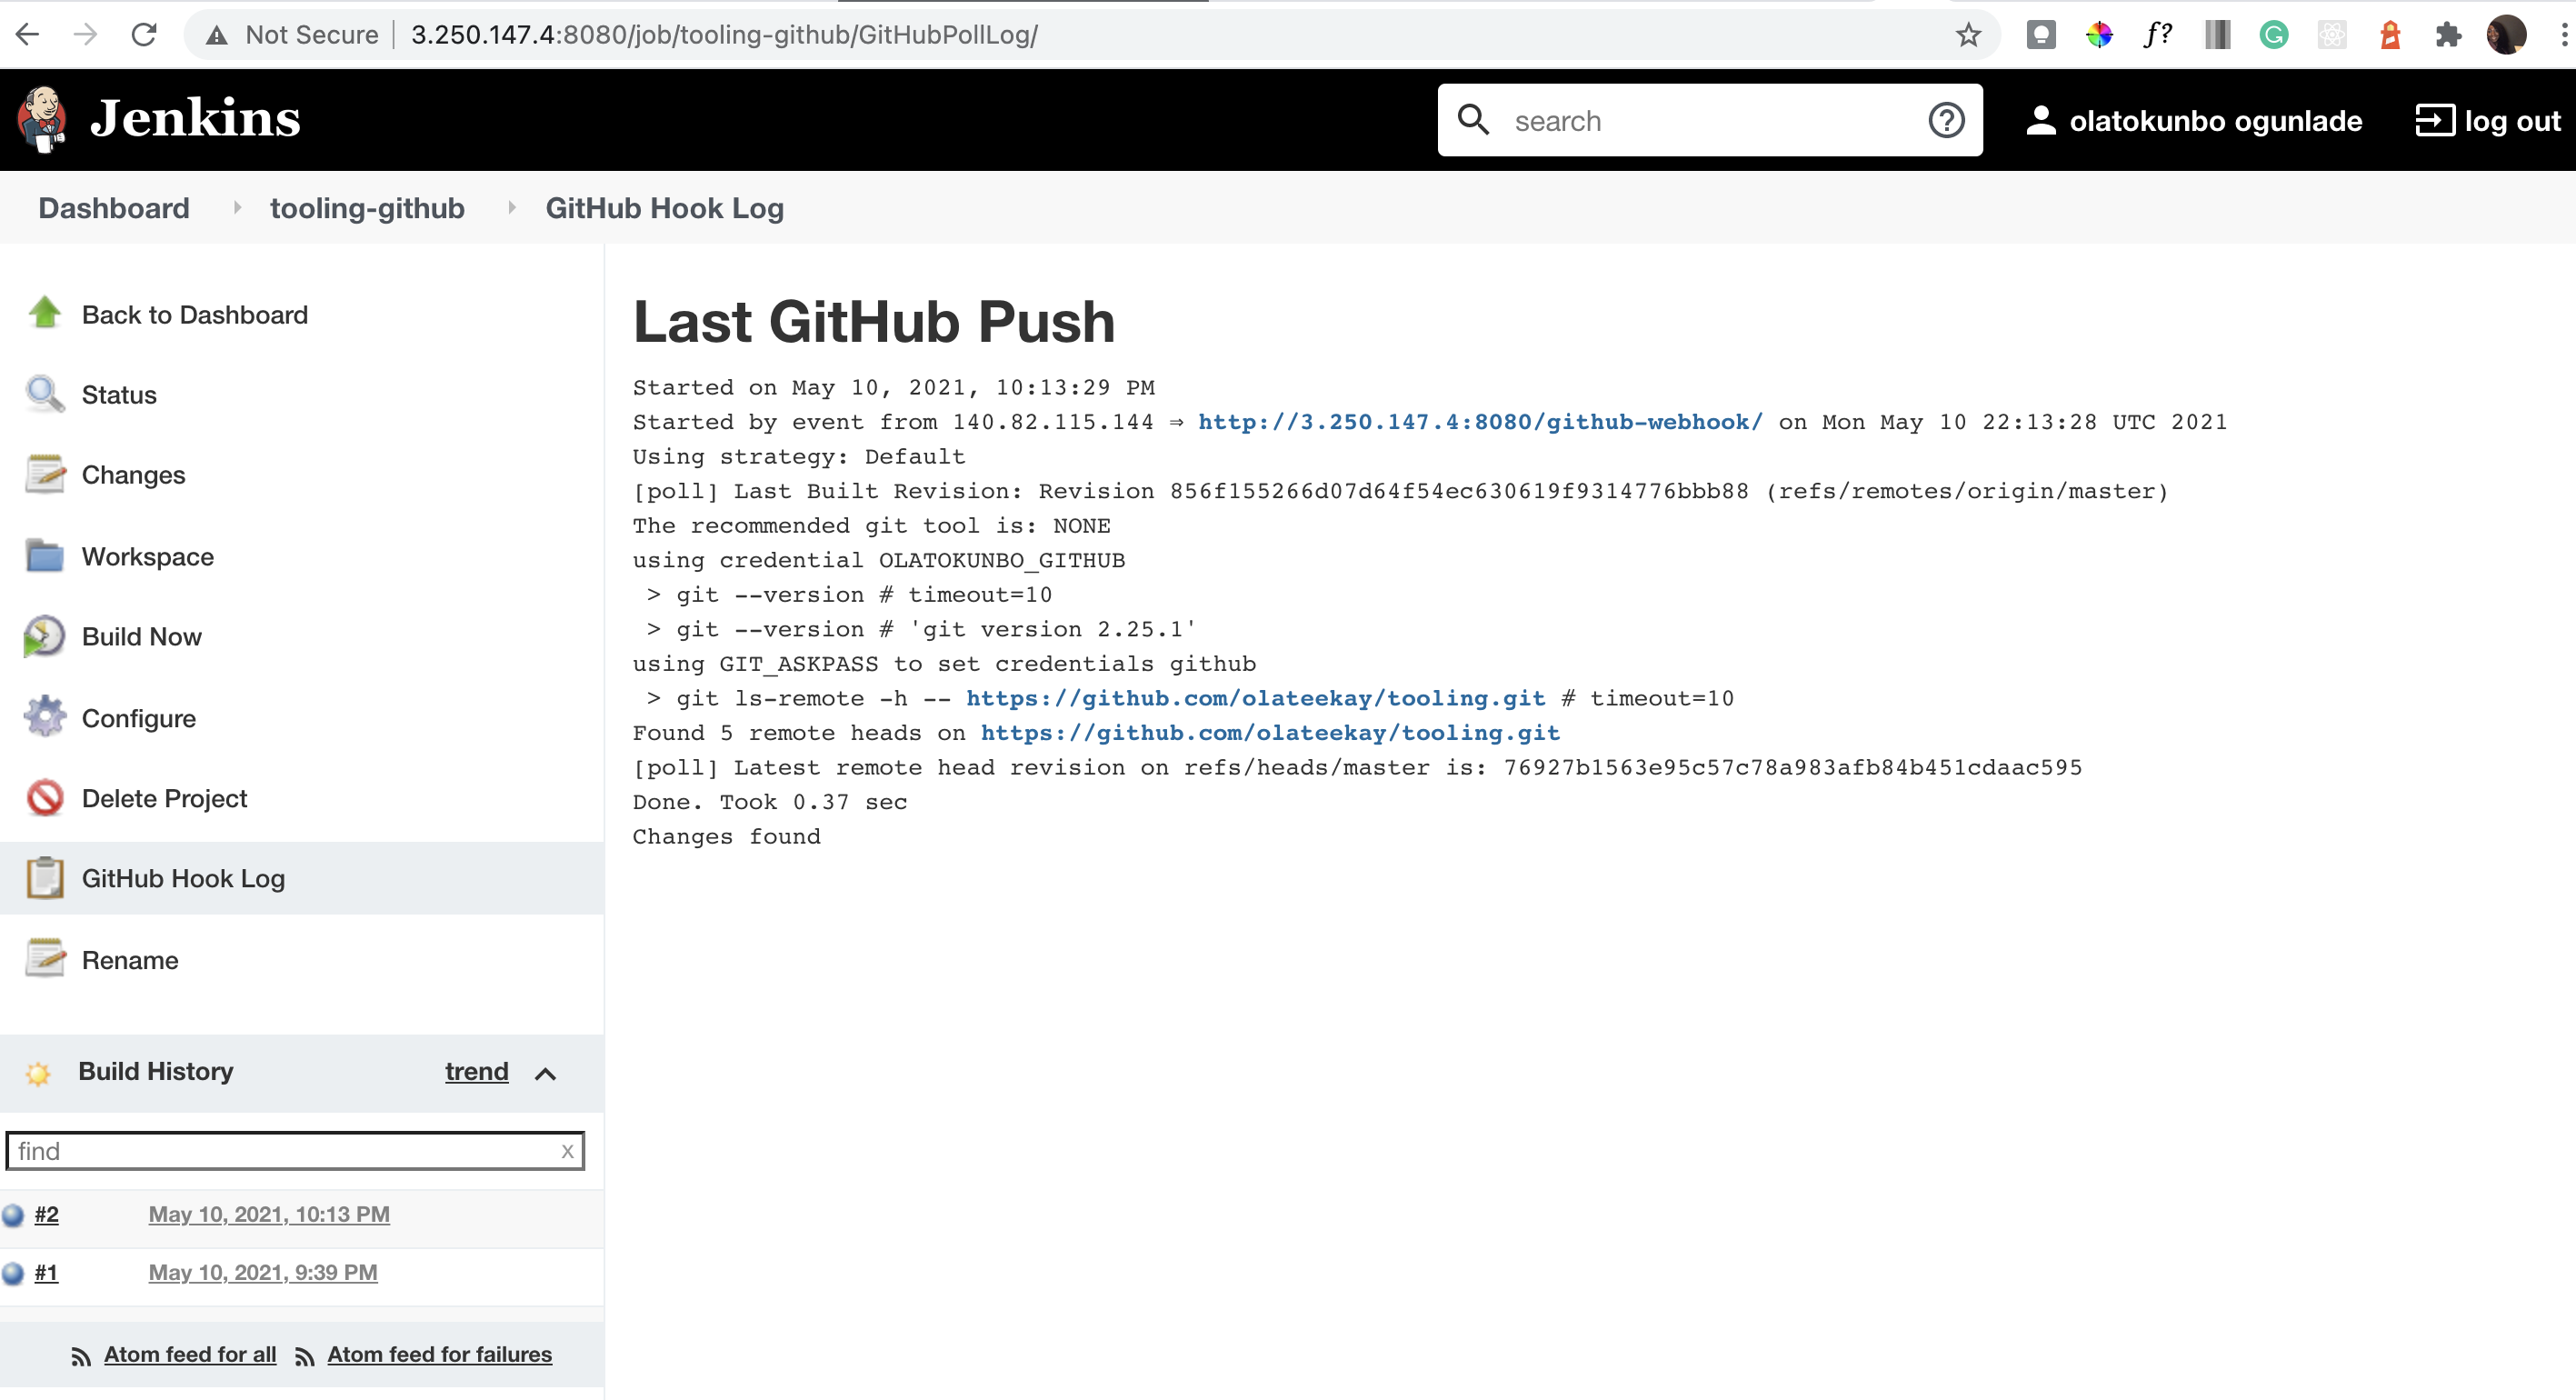 Not Secure 3.250.147.4:8080/job/tooling-github/GitHubPollLog/
f?
Jenkins
search
olatokunbo ogunlade
log out
Dashboard
tooling-github
GitHub Hook Log
Back to Dashboard
Status
Changes
Workspace
Build Now
Configure
Delete Project
GitHub Hook Log
Rename
Build History
trend
find
x
#2 May 10, 2021, 10:13 PM
#1 May 10, 2021, 9:39 PM
Atom feed for all
Atom feed for failures
Last GitHub Push
Started on May 10, 2021, 10:13:29 PM
Started by event from 140.82.115.144 ⇒ http://3.250.147.4:8080/github-webhook/ on Mon May 10 22:13:28 UTC 2021
Using strategy: Default
[poll] Last Built Revision: Revision 856f155266d07d64f54ec630619f9314776bbb88 (refs/remotes/origin/master)
The recommended git tool is: NONE
using credential OLATOKUNBO_GITHUB
> git --version # timeout=10
> git --version # 'git version 2.25.1'
using GIT_ASKPASS to set credentials github
> git ls-remote -h -- https://github.com/olateekay/tooling.git # timeout=10
Found 5 remote heads on https://github.com/olateekay/tooling.git
[poll] Latest remote head revision on refs/heads/master is: 76927b1563e95c57c78a983afb84b451cdaac595
Done. Took 0.37 sec
Changes found